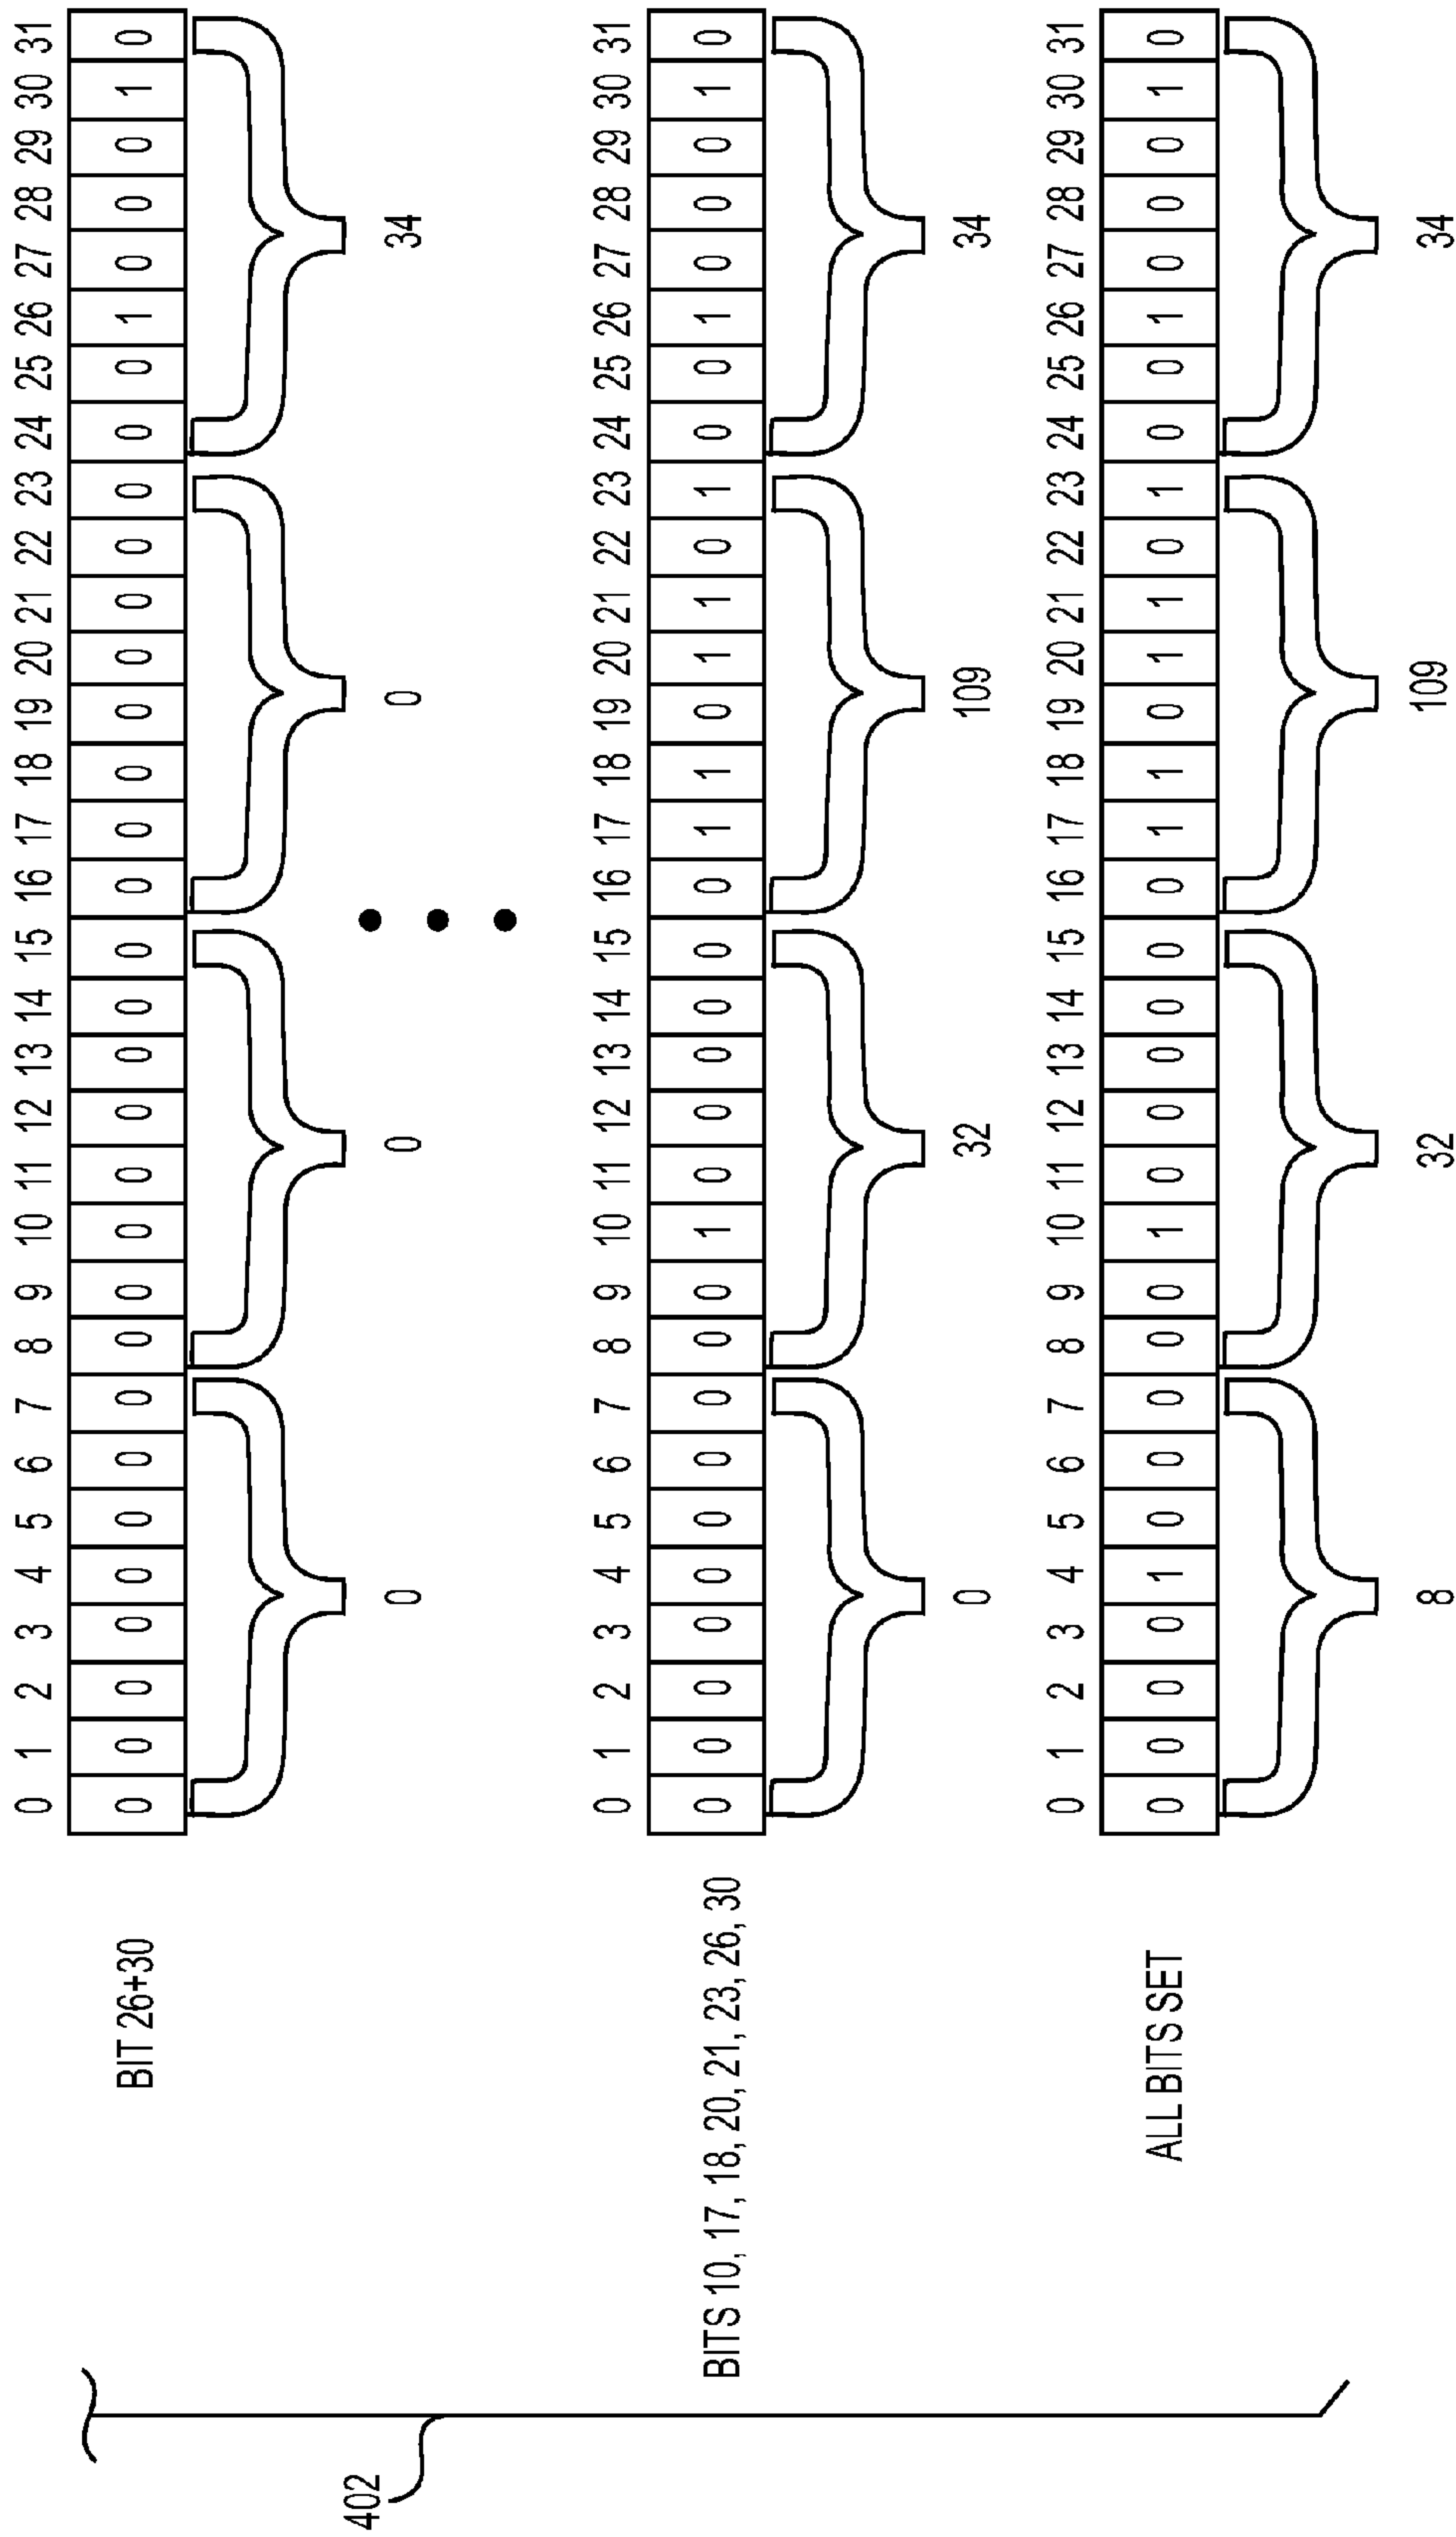 0 1 2 3 4 5 6 7 8 9 10 11 12 13 14 15 16 17 18 19 20 21 22 23 24 25 26 27 28 29 30 31
BIT 26+30
0 0 0 0 0 0 0 0 0 0 0 0 0 0 0 0 0 0 0 0 0 0 0 0 0 0 1 0 0 0 1 0
0 0 0 34
0 1 2 3 4 5 6 7 8 9 10 11 12 13 14 15 16 17 18 19 20 21 22 23 24 25 26 27 28 29 30 31
BITS 10, 17, 18, 20, 21, 23, 26, 30
0 0 0 0 0 0 0 0 0 0 1 0 0 0 0 0 0 1 1 0 1 1 0 1 0 0 1 0 0 0 1 0
0 32 109 34
0 1 2 3 4 5 6 7 8 9 10 11 12 13 14 15 16 17 18 19 20 21 22 23 24 25 26 27 28 29 30 31
ALL BITS SET
0 0 0 0 1 0 0 0 0 0 1 0 0 0 0 0 0 1 1 0 1 1 0 1 0 0 1 0 0 0 1 0
8 32 109 34
402